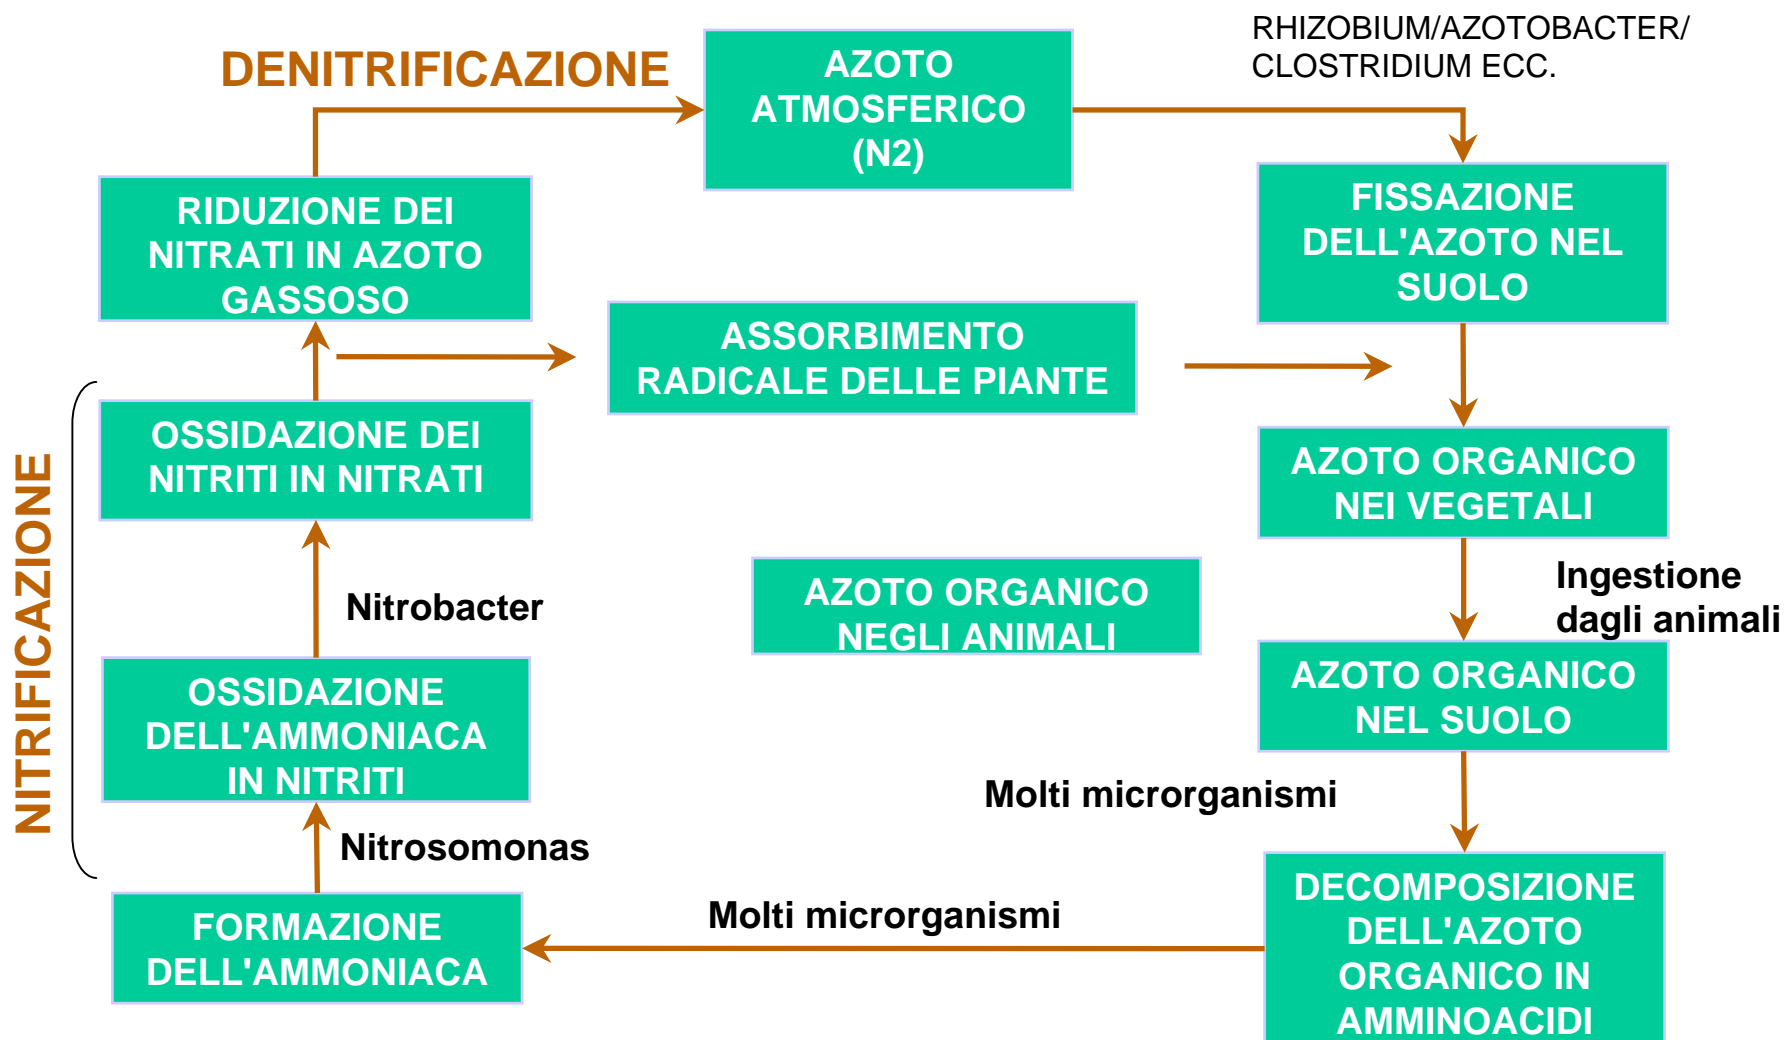 DENITRIFICAZIONE
AZOTO
ATMOSFERICO
(N2)
RHIZOBIUM/AZOTOBACTER/
CLOSTRIDIUM ECC.
RIDUZIONE DEI
NITRATI IN AZOTO
GASSOSO
FISSAZIONE
DELL'AZOTO NEL
SUOLO
ASSORBIMENTO
RADICALE DELLE PIANTE
OSSIDAZIONE DEI
NITRITI IN NITRATI
AZOTO ORGANICO
NEI VEGETALI
NITRIFICAZIONE
Nitrobacter
AZOTO ORGANICO
NEGLI ANIMALI
Ingestione
dagli animali
OSSIDAZIONE
DELL'AMMONIACA
IN NITRITI
AZOTO ORGANICO
NEL SUOLO
Molti microrganismi
Nitrosomonas
FORMAZIONE
DELL'AMMONIACA
Molti microrganismi
DECOMPOSIZIONE
DELL'AZOTO
ORGANICO IN
AMMINOACIDI